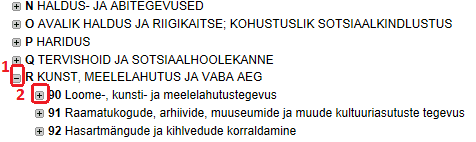 N HALDUS- JA ABITEGEVUSED
O AVALIK HALDUS JA RIIGIKAITSE; KOHUSTUSLIK SOTSIAALKINDLUSTUS
P HARIDUS
Q TERVISHOID JA SOTSIAALHOOLEKANNE
1 R KUNST, MEELELAHUTUS JA VABA AEG
2 90 Loome-, kunsti- ja meelelahutustegevus
91 Raamatukogude, arhiivide, muuseumide ja muude kultuuriasutuste tegevus
92 Hasartmängude ja kihlvedude korraldamine